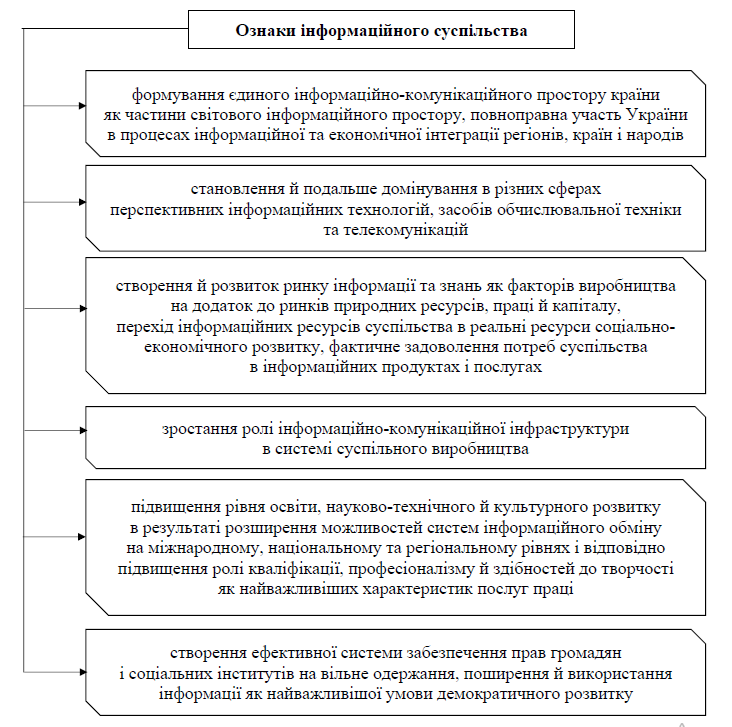 Ознаки інформаційного суспільства
формування єдиного інформаційно-комунікаційного простору країни
як частини світового інформаційного простору, повноправна участь України
в процесах інформаційної та економічної інтеграції регіонів, країн і народів
становлення й подальше домінування в різних сферах
перспективних інформаційних технологій, засобів обчислювальної техніки
та телекомунікацій
створення й розвиток ринку інформації та знань як факторів виробництва
на додаток до ринків природних ресурсів, праці й капіталу,
перехід інформаційних ресурсів суспільства в реальні ресурси соціально-
економічного розвитку, фактичне задоволення потреб суспільства
в інформаційних продуктах і послугах
зростання ролі інформаційно-комунікаційної інфраструктури
в системі суспільного виробництва
підвищення рівня освіти, науково-технічного й культурного розвитку
в результаті розширення можливостей систем інформаційного обміну
на міжнародному, національному та регіональному рівнях і відповідно
підвищення ролі кваліфікації, професіоналізму й здібностей до творчості
як найважливіших характеристик послуг праці
створення ефективної системи забезпечення прав громадян
і соціальних інститутів на вільне одержання, поширення й використання
інформації як найважливішої умови демократичного розвитку